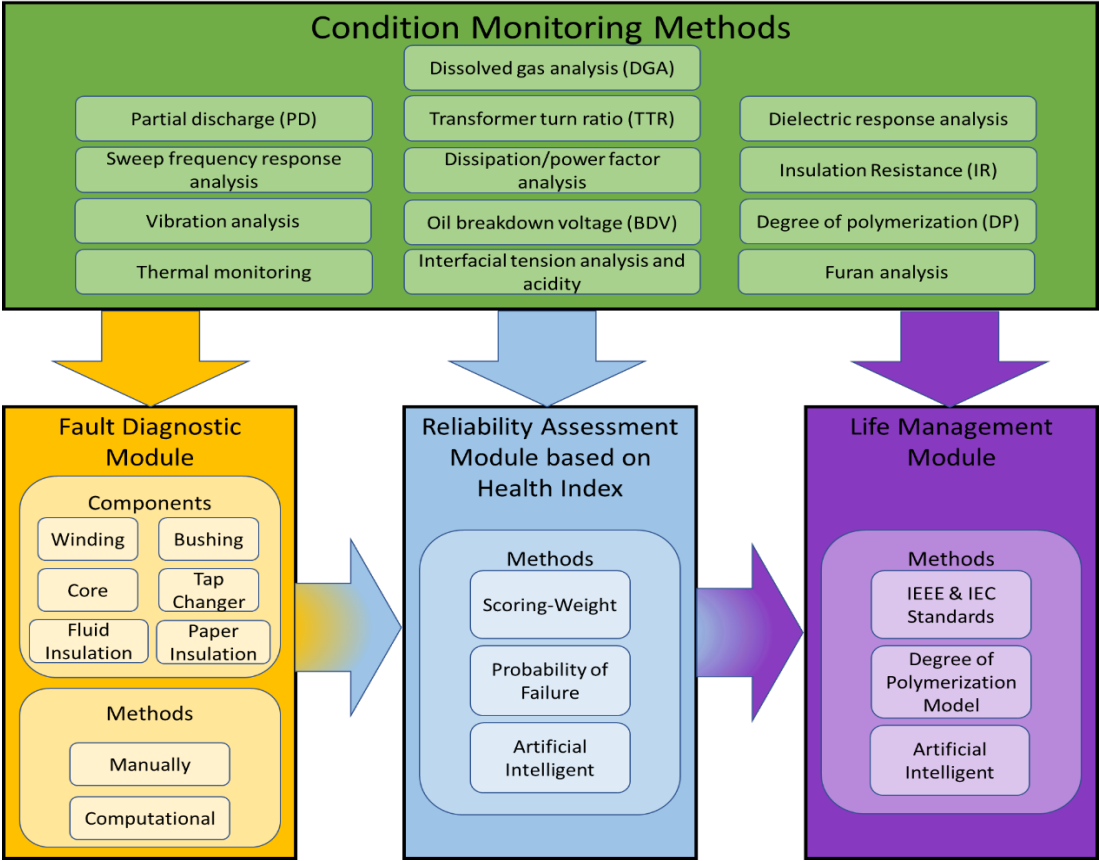 Condition Monitoring Methods
Dissolved gas analysis (DGA)
Partial discharge (PD)
Transformer turn ratio (TTR)
Dielectric response analysis
Sweep frequency response
analysis
Dissipation/power factor
analysis
Insulation Resistance (IR)
Vibration analysis
Oil breakdown voltage (BDV)
Degree of polymerization (DP)
Thermal monitoring
Interfacial tension analysis and
acidity
Furan analysis
Fault Diagnostic
Module
Components
Winding
Bushing
Core
Tap
Changer
Fluid
Insulation
Paper
Insulation
Methods
Manually
Computational
Reliability Assessment
Module based on
Health Index
Methods
Scoring-Weight
Probability of
Failure
Artificial
Intelligent
Life Management
Module
Methods
IEEE & IEC
Standards
Degree of
Polymerization
Model
Artificial
Intelligent